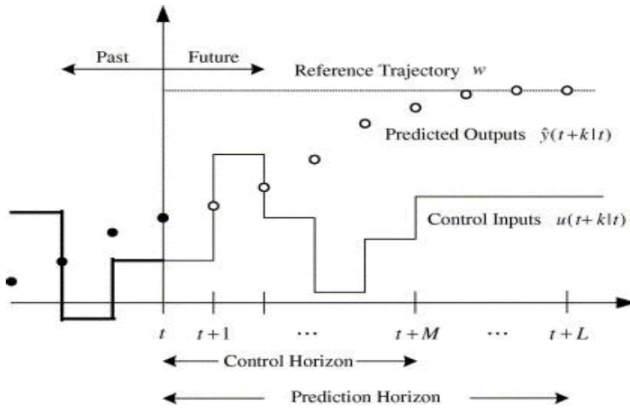 Past Future
Reference Trajectory w
Predicted Outputs ŷ(t+k|t)
Control Inputs u(t+k|t)
t t+1 ··· t+M ··· t+L
Control Horizon
Prediction Horizon